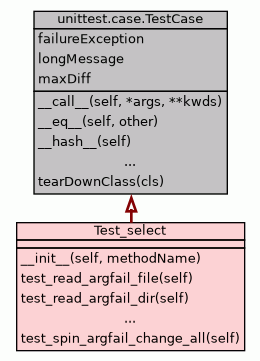 unittest.case.TestCase
failureException
longMessage
maxDiff
__call__(self, *args, **kwds)
__eq__(self, other)
__hash__(self)
...
tearDownClass(cls)
Test_select
__init__(self, methodName)
test_read_argfail_file(self)
test_read_argfail_dir(self)
...
test_spin_argfail_change_all(self)